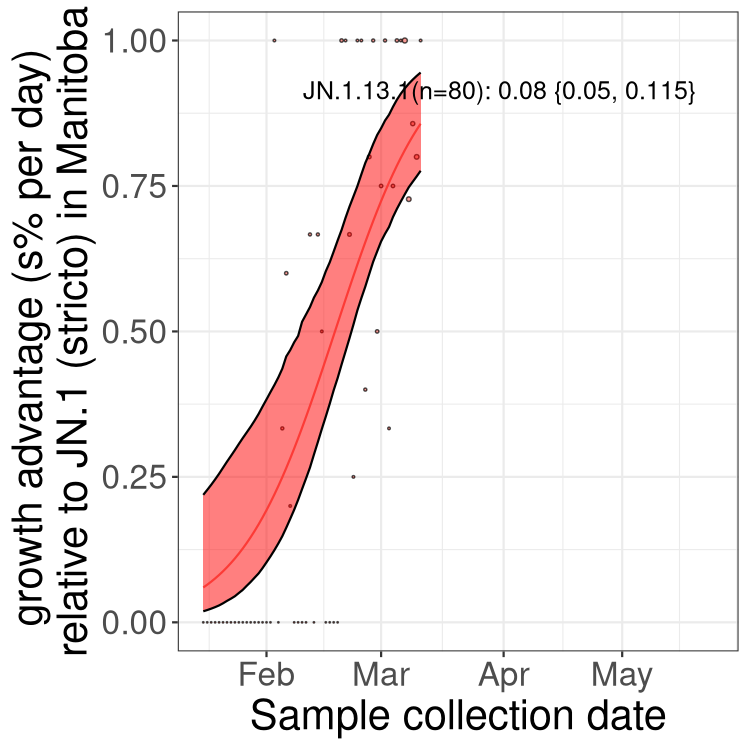 growth advantage (s% per day)
relative to JN.1 (stricto) in Manitoba
1.00
0.75
0.50
0.25
0.00
JN.1.13.1(n=80): 0.08 {0.05, 0.115}
Feb Mar Apr May
Sample collection date